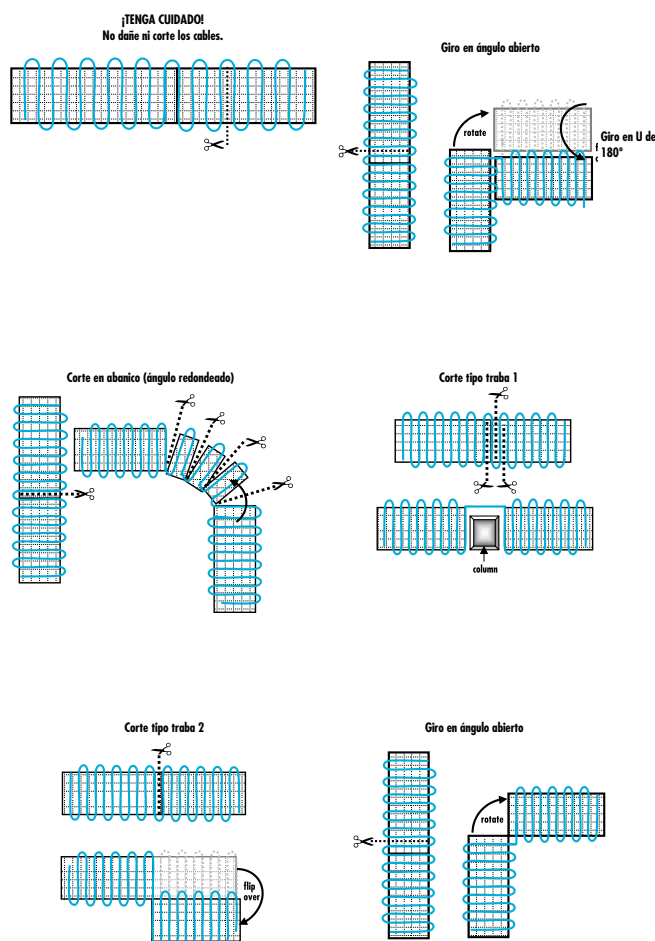 ¡TENGA CUIDADO!
No dañe ni corte los cables.
Giro en ángulo abierto
rotate
Giro en U de
180°
Corte en abanico (ángulo redondeado)
Corte tipo traba 1
column
Corte tipo traba 2
flip
over
Giro en ángulo abierto
rotate